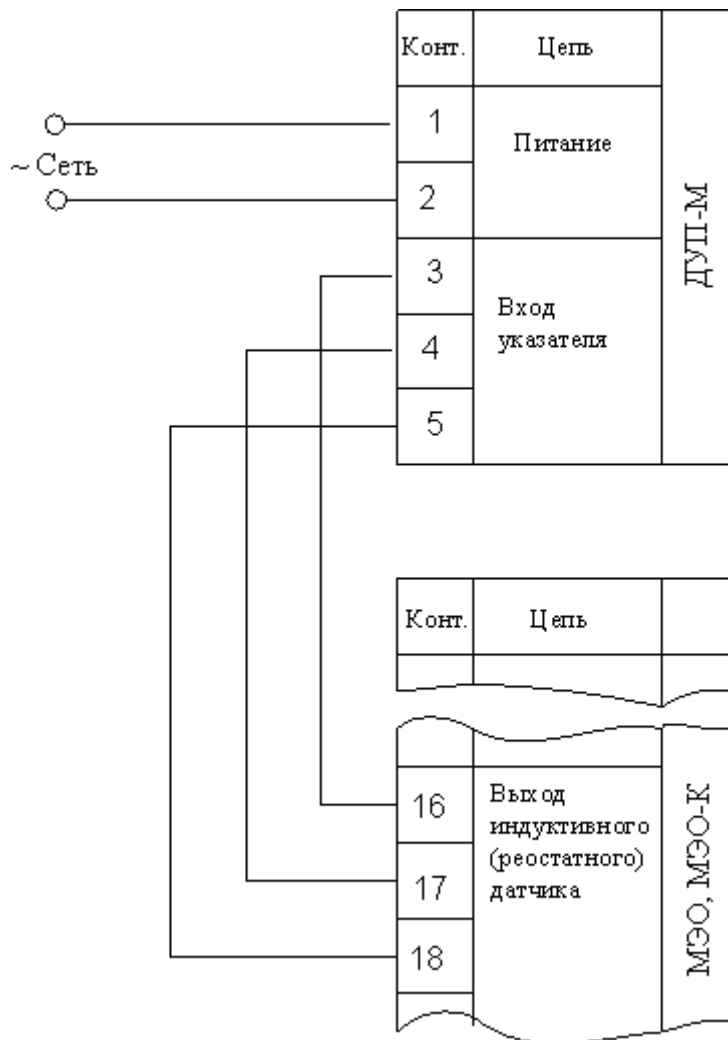 Конт. Цепь
1
Питание
~ Сеть
2
ДУП-М
3
Вход
указателя
4
5
Конт. Цепь
16
Выход
индуктивного
(реостатного)
датчика
17
18
МЭО, МЭО-К